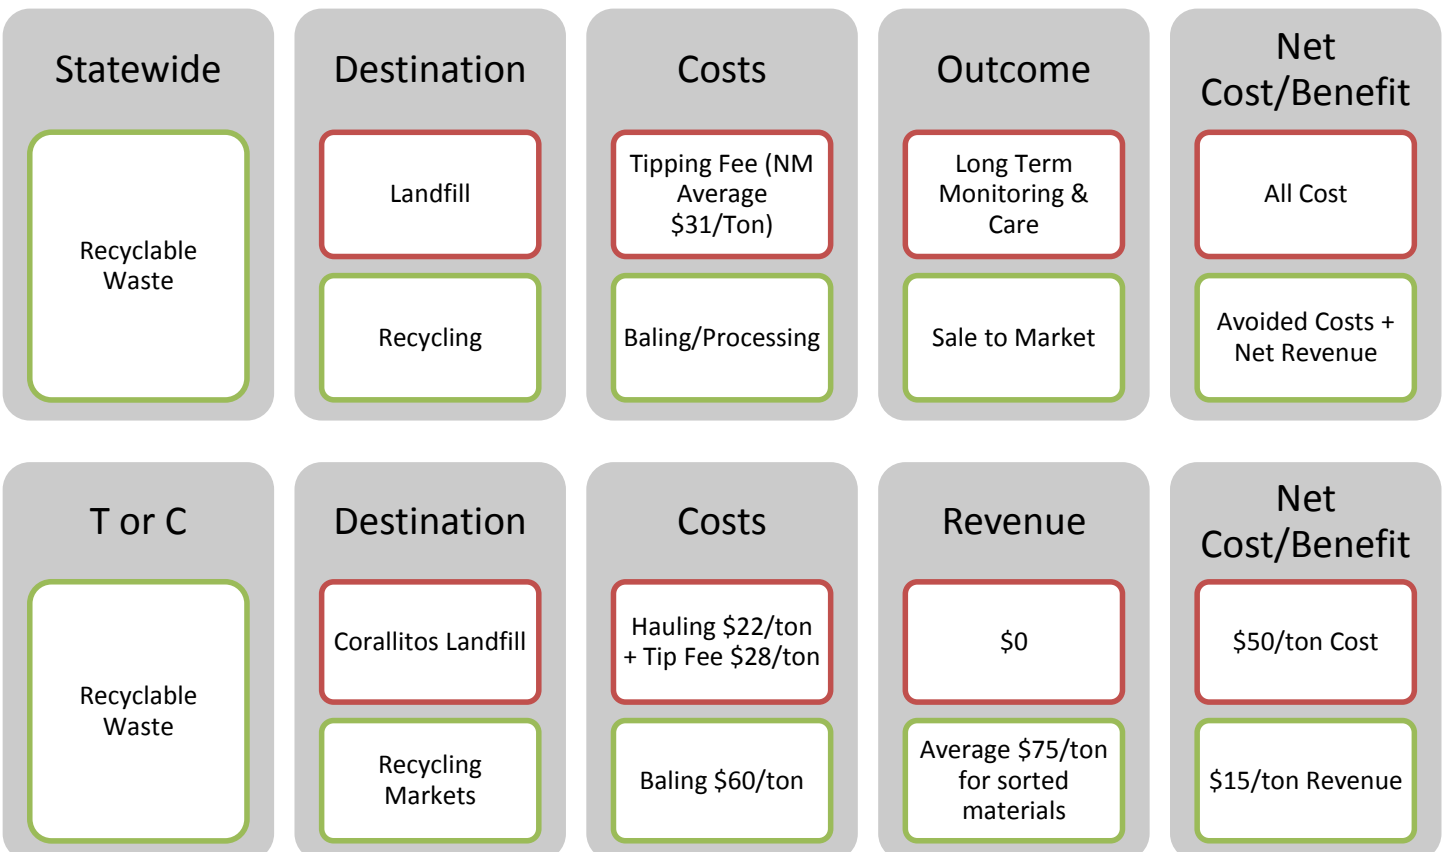 Statewide
Recyclable
Waste
Destination
Landfill
Recycling
Costs
Tipping Fee (NM
Average
$31/Ton)
Baling/Processing
Outcome
Long Term
Monitoring &
Care
Sale to Market
Net
Cost/Benefit
All Cost
Avoided Costs +
Net Revenue
T or C
Recyclable
Waste
Destination
Corallitos Landfill
Recycling
Markets
Costs
Hauling $22/ton
+ Tip Fee $28/ton
Baling $60/ton
Revenue
$0
Average $75/ton
for sorted
materials
Net
Cost/Benefit
$50/ton Cost
$15/ton Revenue